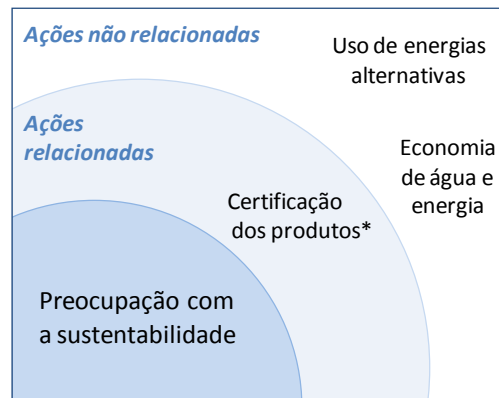 Ações não relacionadas
Uso de energias
alternativas
Ações
relacionadas
Economia
de água e
energia
Certificação
dos produtos*
Preocupação com
a sustentabilidade